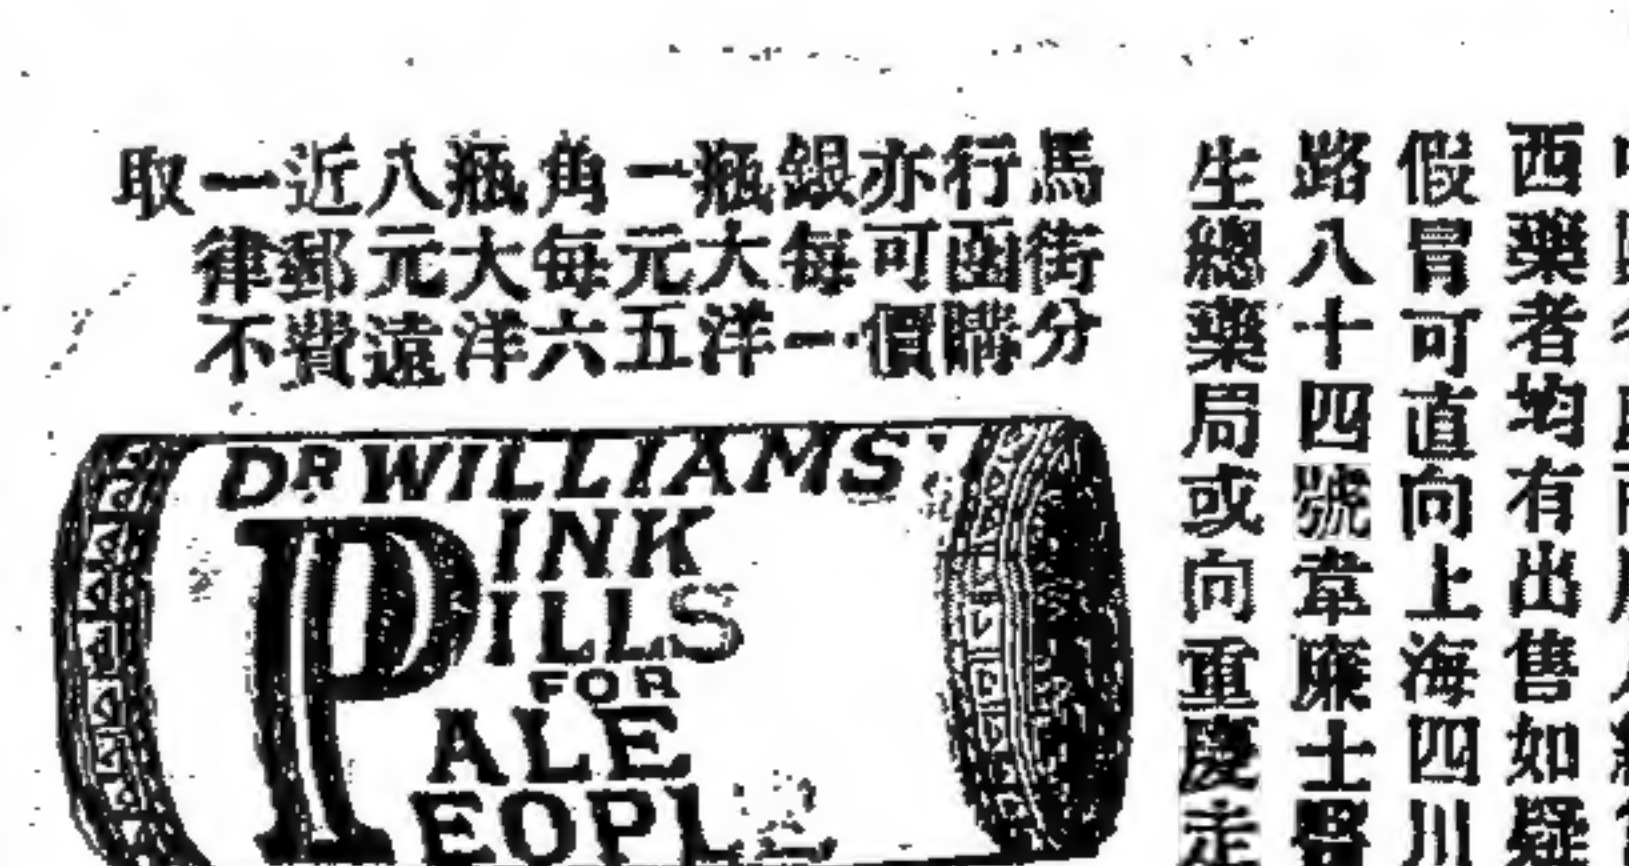 西藥者均有出售如疑
假冒可直向上海四川
路八十四號韋廉士醫
生總藥局或向重慶走
馬街分
行函購
亦可價
銀每一
瓶大洋
一元五
角每六
瓶大洋
八元遠
近郵費
一律不
取
DR WILLIAMS'
PINK
PILLS
FOR
PALE